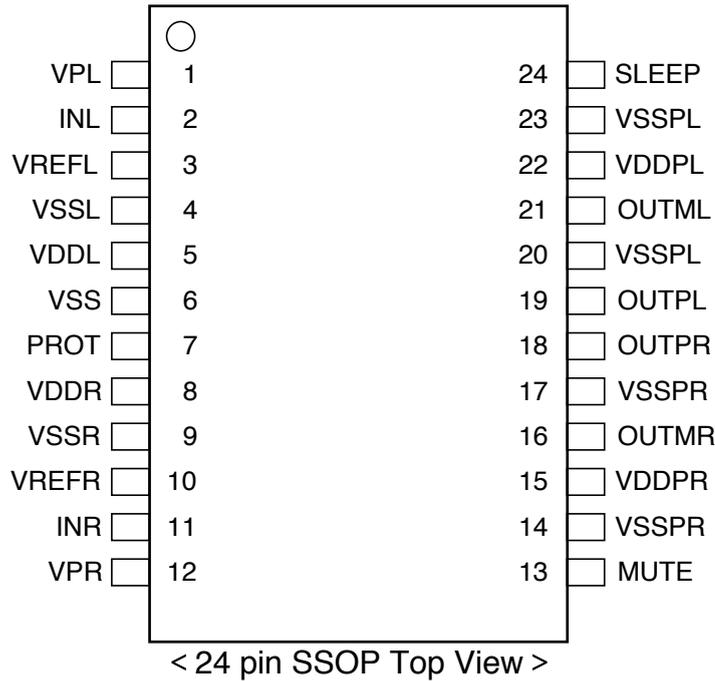 VPL 1 24 SLEEP
INL 2 23 VSSPL
VREFL 3 22 VDDPL
VSSL 4 21 OUTML
VDDL 5 20 VSSPL
VSS 6 19 OUTPL
PROT 7 18 OUTPR
VDDR 8 17 VSSPR
VSSR 9 16 OUTMR
VREFR 10 15 VDDPR
INR 11 14 VSSPR
VPR 12 13 MUTE
< 24 pin SSOP Top View >